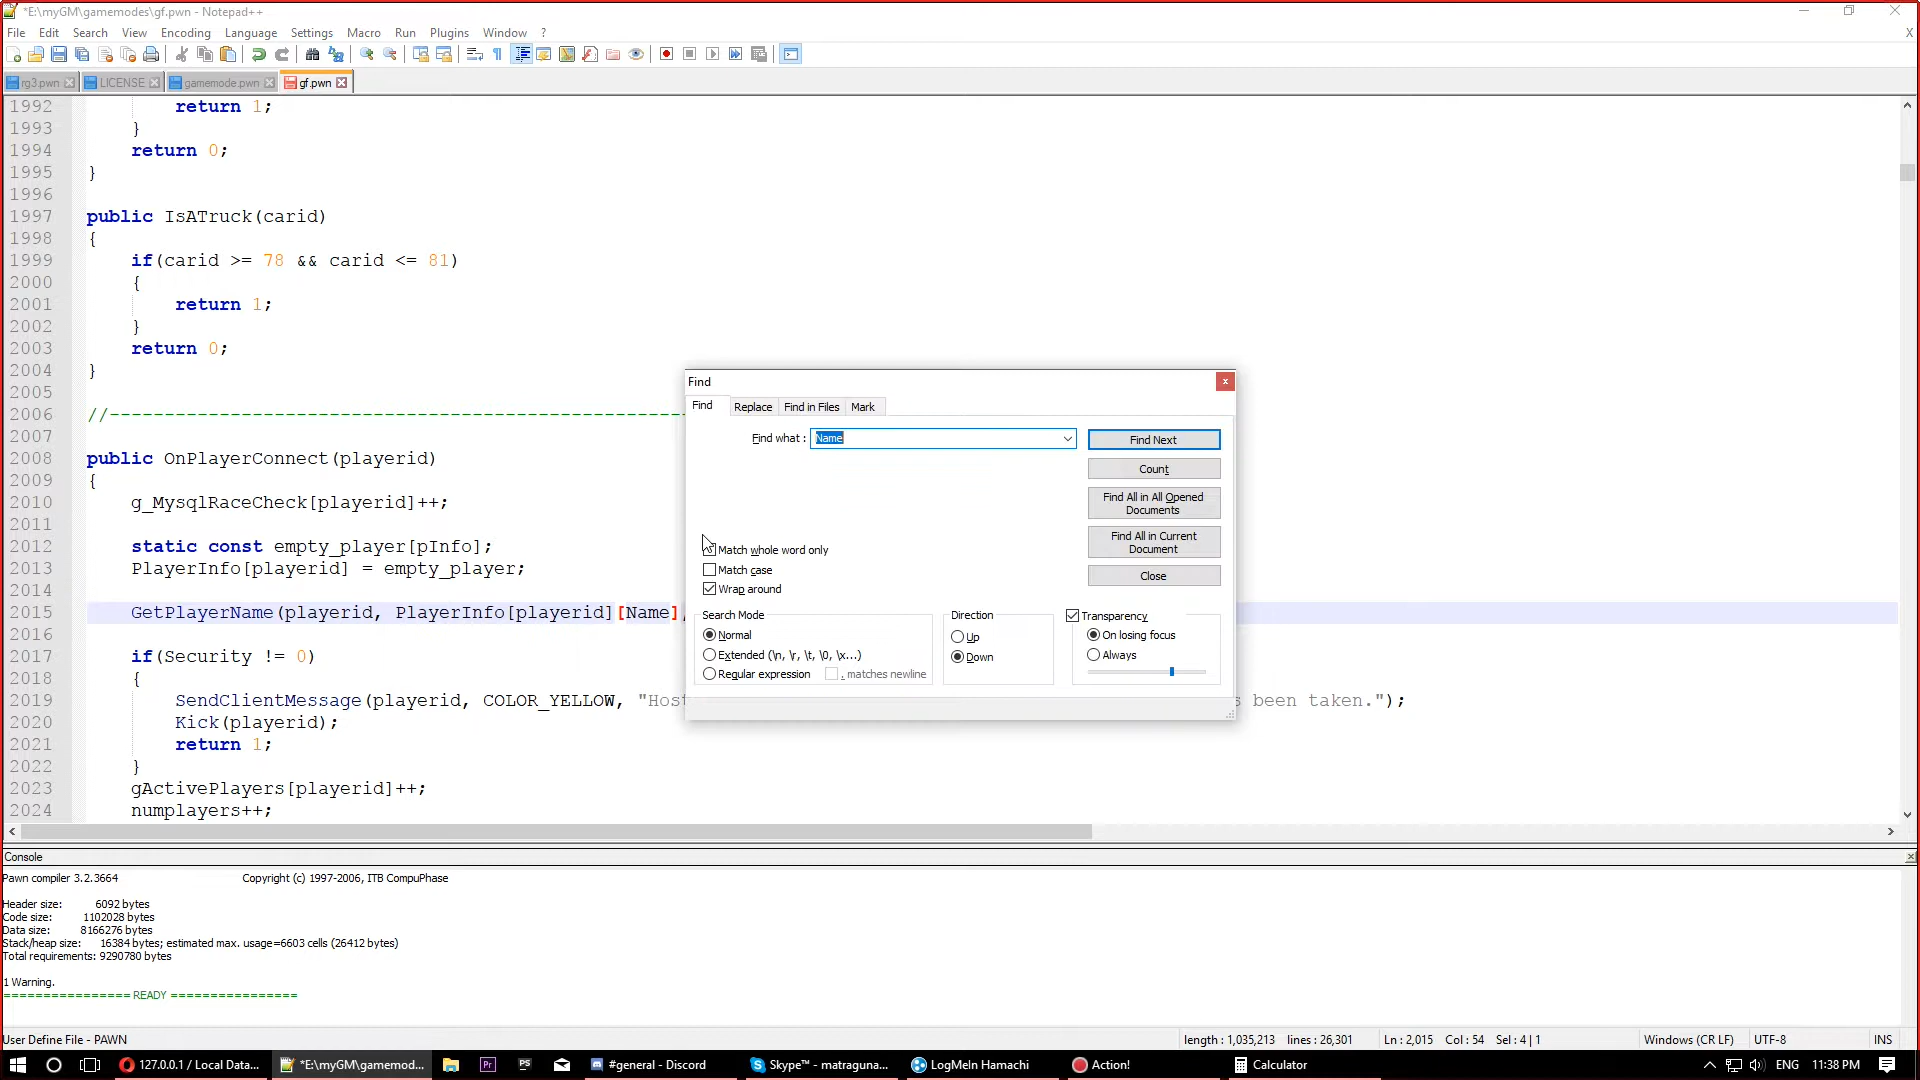 *E:\myGM\gamemodes\gf.pwn - Notepad++
File Edit Search View Encoding Language Settings Macro Run Plugins Window ? X
rg3.pwn LICENSE gamemode.pwn gf.pwn
1992 return 1;
1993 }
1994 return 0;
1995 }
1996
1997 public IsATruck(carid)
1998 {
1999 if(carid >= 78 && carid <= 81)
2000 {
2001 return 1;
2002 }
2003 return 0;
2004 }
2005
2006 //----------------------------------------------------
2007
2008 public OnPlayerConnect(playerid)
2009 {
2010 g_MysqlRaceCheck[playerid]++;
2011
2012 static const empty_player[pInfo];
2013 PlayerInfo[playerid] = empty_player;
2014
2015 GetPlayerName(playerid, PlayerInfo[playerid][Name],
2016
2017 if(Security != 0)
2018 {
2019 SendClientMessage(playerid, COLOR_YELLOW, "Hos s been taken.");
2020 Kick(playerid);
2021 return 1;
2022 }
2023 gActivePlayers[playerid]++;
2024 numplayers++;
Find
Find Replace Find in Files Mark
Find what : Name
Find Next
Count
Find All in All Opened
Documents
Find All in Current
Document
Close
Match whole word only
Match case
Wrap around
Search Mode
Normal
Extended (\n, \r, \t, \0, \x...)
Regular expression . matches newline
Direction
Up
Down
Transparency
On losing focus
Always
Console
Pawn compiler 3.2.3664 Copyright (c) 1997-2006, ITB CompuPhase
Header size: 6092 bytes
Code size: 1102028 bytes
Data size: 8166276 bytes
Stack/heap size: 16384 bytes; estimated max. usage=6603 cells (26412 bytes)
Total requirements: 9290780 bytes
1 Warning.
================ READY ================
User Define File - PAWN length : 1,035,213 lines : 26,301 Ln : 2,015 Col : 54 Sel : 4 | 1 Windows (CR LF) UTF-8 INS
127.0.0.1 / Local Data... *E:\myGM\gamemod... Pr PS #general - Discord Skype™ - matraguna... LogMeIn Hamachi Action! Calculator ENG 11:38 PM